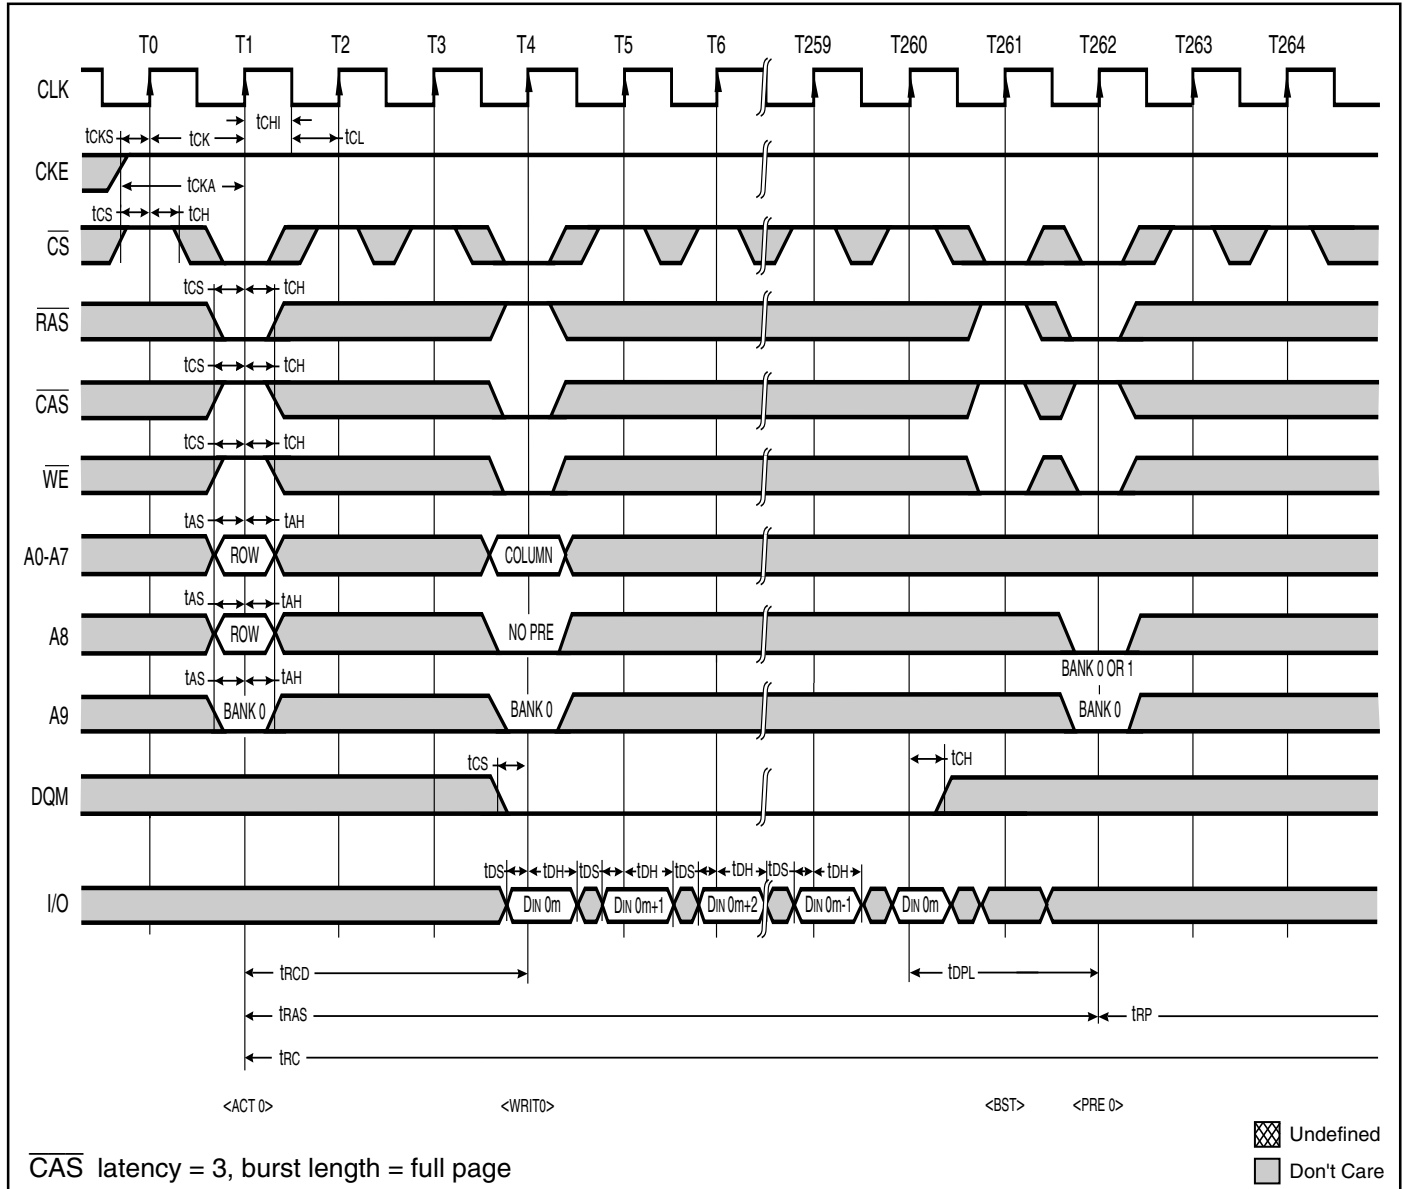 T0 T1 T2 T3 T4 T5 T6 T259 T260 T261 T262 T263 T264
CLK
tCHI
tCKS tCK tCL
CKE
tCKA
tCS tCH
CS
tCS tCH
RAS
tCS tCH
CAS
tCS tCH
WE
tAS tAH
A0-A7 ROW COLUMN
tAS tAH
A8 ROW NO PRE
BANK 0 OR 1
tAS tAH
A9 BANK 0 BANK 0 BANK 0
tCS tCH
DQM
tDS tDH tDS tDH tDS tDH tDS tDH
I/O DIN 0m DIN 0m+1 DIN 0m+2 DIN 0m-1 DIN 0m
tRCD tDPL
tRAS tRP
tRC
<ACT 0> <WRIT0> <BST> <PRE 0>
Undefined
CAS latency = 3, burst length = full page
Don't Care